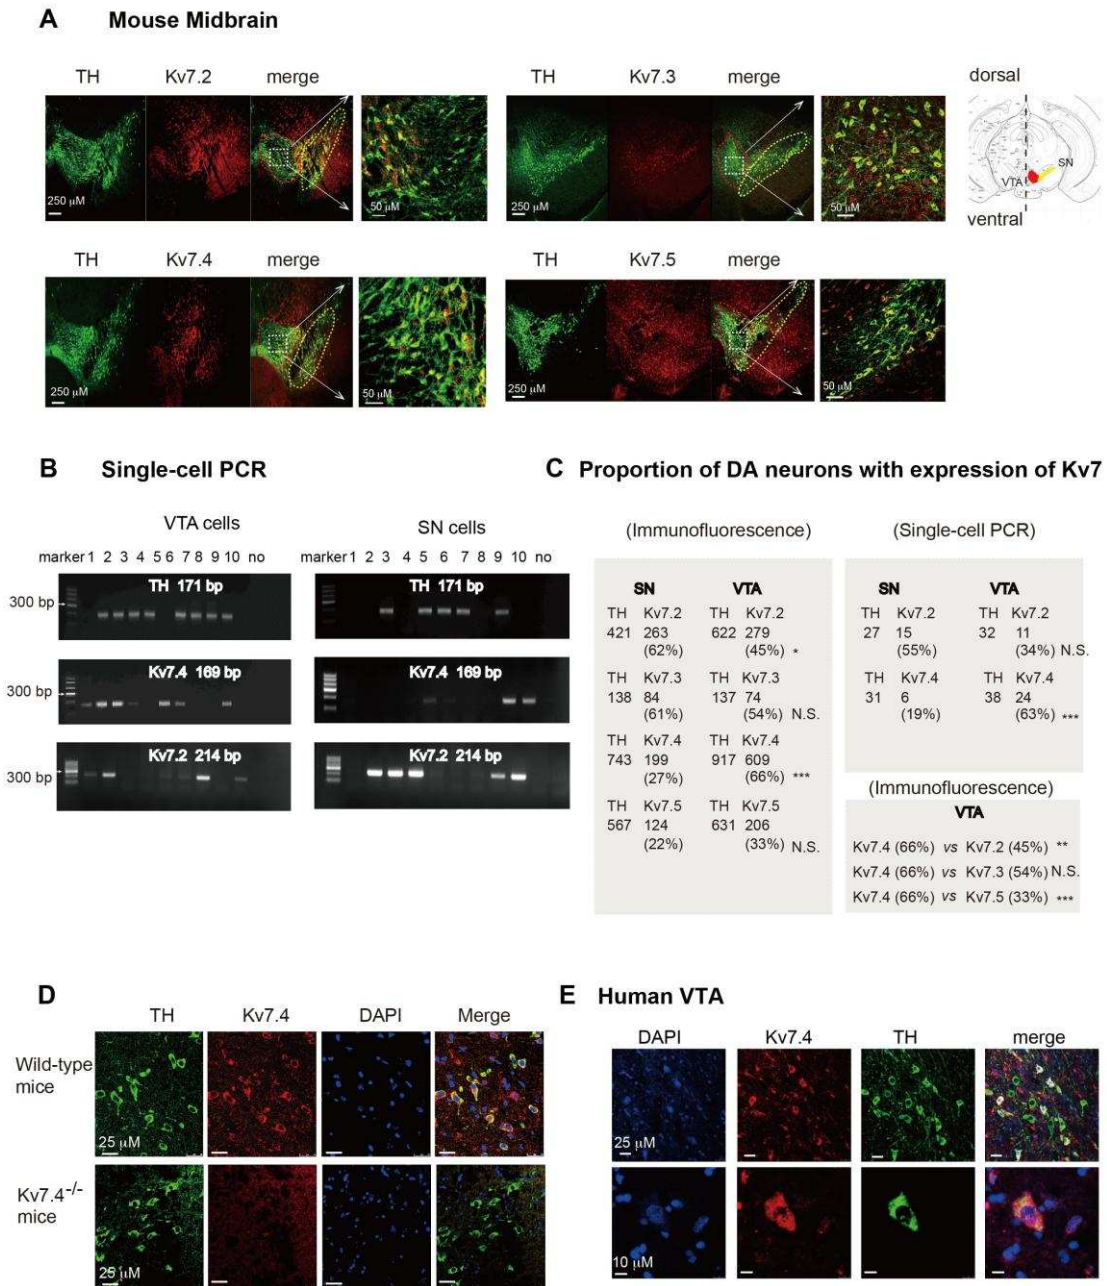 A Mouse Midbrain
TH Kv7.2 merge
TH Kv7.3 merge
dorsal
SN
VTA
ventral
250 μM
50 μM
250 μM
50 μM
TH Kv7.4 merge
TH Kv7.5 merge
250 μM
50 μM
250 μM
50 μM
B Single-cell PCR
VTA cells
marker 1 2 3 4 5 6 7 8 9 10 no
TH 171 bp
300 bp
Kv7.4 169 bp
300 bp
Kv7.2 214 bp
300 bp
SN cells
marker 1 2 3 4 5 6 7 8 9 10 no
TH 171 bp
Kv7.4 169 bp
Kv7.2 214 bp
C Proportion of DA neurons with expression of Kv7
(Immunofluorescence)
SN VTA
TH Kv7.2 TH Kv7.2
421 263 622 279
(62%) (45%) *
TH Kv7.3 TH Kv7.3
138 84 137 74
(61%) (54%) N.S.
TH Kv7.4 TH Kv7.4
743 199 917 609
(27%) (66%) ***
TH Kv7.5 TH Kv7.5
567 124 631 206
(22%) (33%) N.S.
(Single-cell PCR)
SN VTA
TH Kv7.2 TH Kv7.2
27 15 32 11
(55%) (34%) N.S.
TH Kv7.4 TH Kv7.4
31 6 38 24
(19%) (63%) ***
(Immunofluorescence)
VTA
Kv7.4 (66%) vs Kv7.2 (45%) **
Kv7.4 (66%) vs Kv7.3 (54%) N.S.
Kv7.4 (66%) vs Kv7.5 (33%) ***
D
TH Kv7.4 DAPI Merge
Wild-type
mice
25 μM
Kv7.4-/-
mice
25 μM
E Human VTA
DAPI Kv7.4 TH merge
25 μM
10 μM